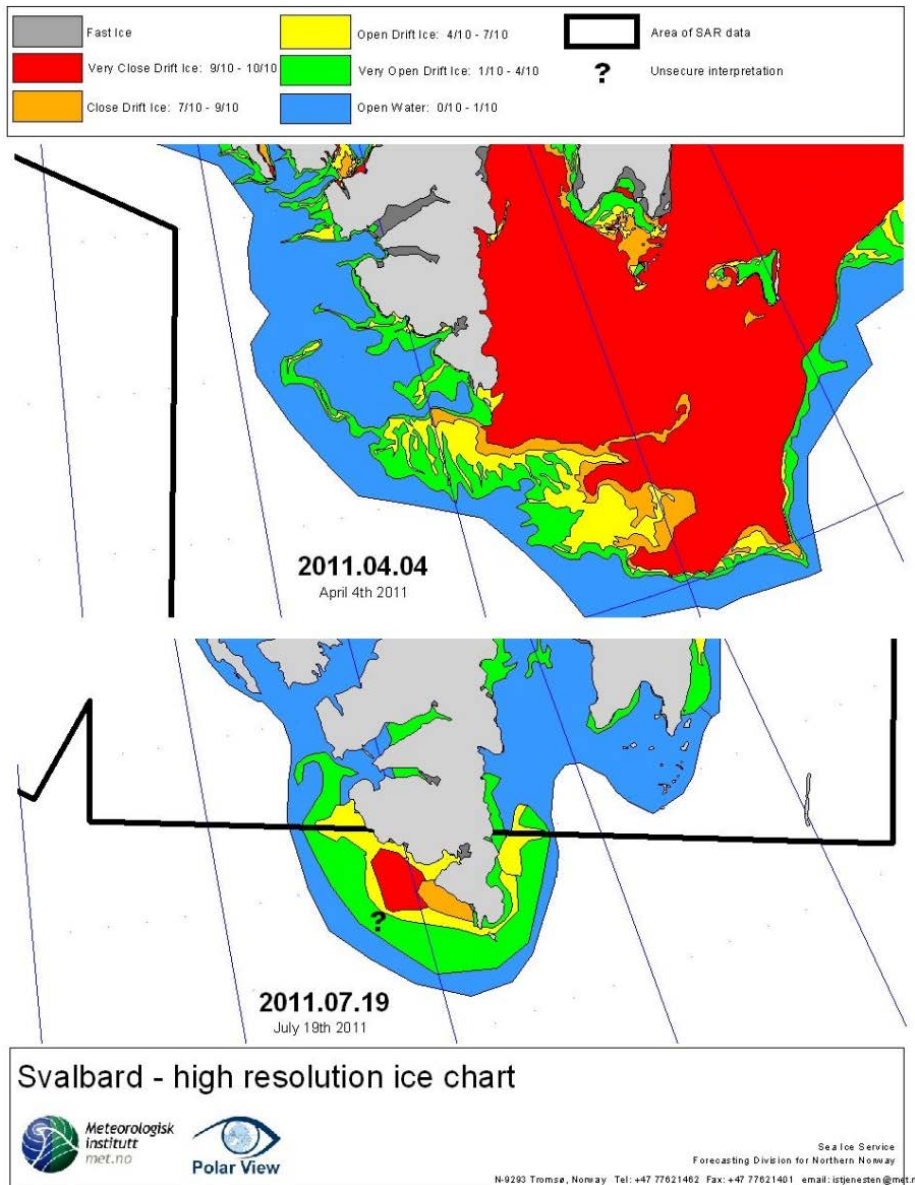 Fast Ice
Very Close Drift Ice: 9/10 - 10/10
Close Drift Ice: 7/10 - 9/10
Open Drift Ice: 4/10 - 7/10
Very Open Drift Ice: 1/10 - 4/10
Open Water: 0/10 - 1/10
Area of SAR data
? Unsecure interpretation
2011.04.04
April 4th 2011
?
2011.07.19
July 19th 2011
Svalbard - high resolution ice chart
Meteorologisk
institutt
met.no
Polar View
Sea Ice Service
Forecasting Division for Northern Norway
N-9293 Tromsø, Norway Tel: +47 77621462 Fax: +47 77621401 email: istjenesten@met.n